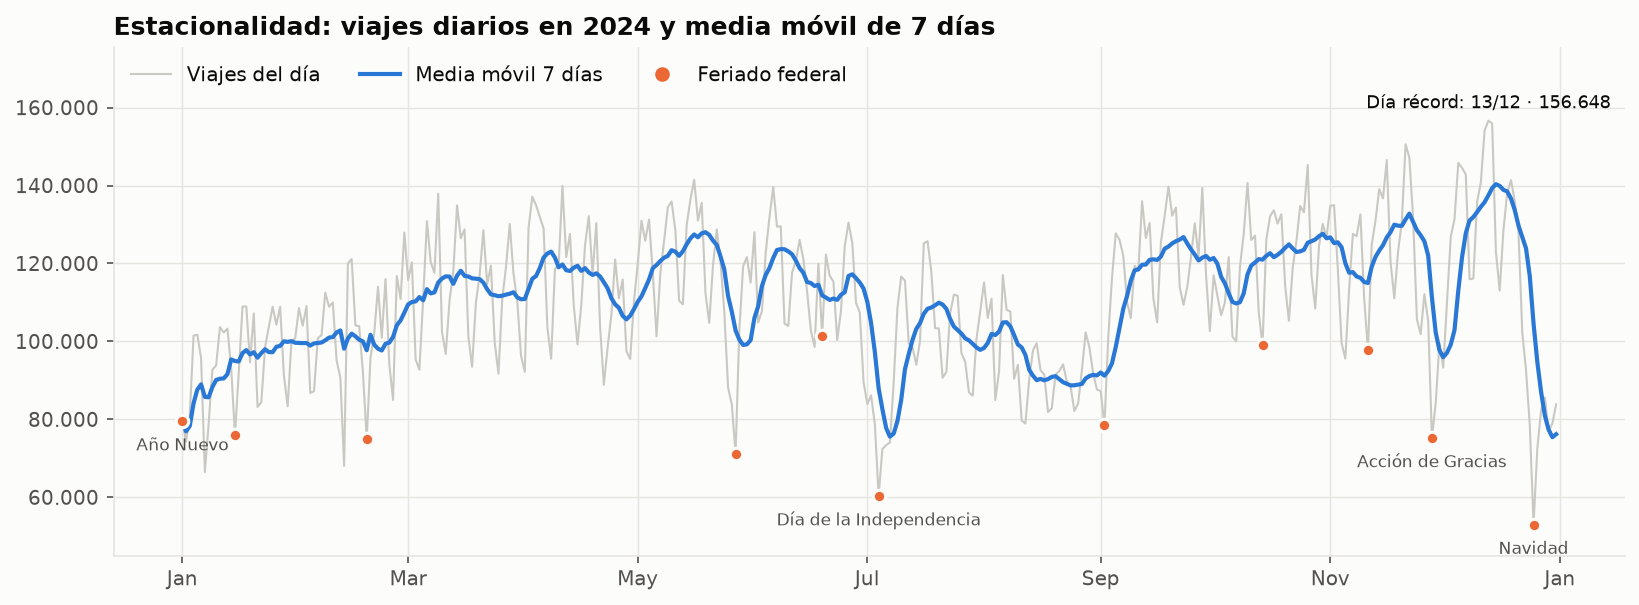 Estacionalidad: viajes diarios en 2024 y media móvil de 7 días
Viajes del día
Media móvil 7 días
Feriado federal
Día récord: 13/12 · 156.648
160.000
140.000
120.000
100.000
80.000
60.000
Año Nuevo
Día de la Independencia
Acción de Gracias
Navidad
Jan
Mar
May
Jul
Sep
Nov
Jan